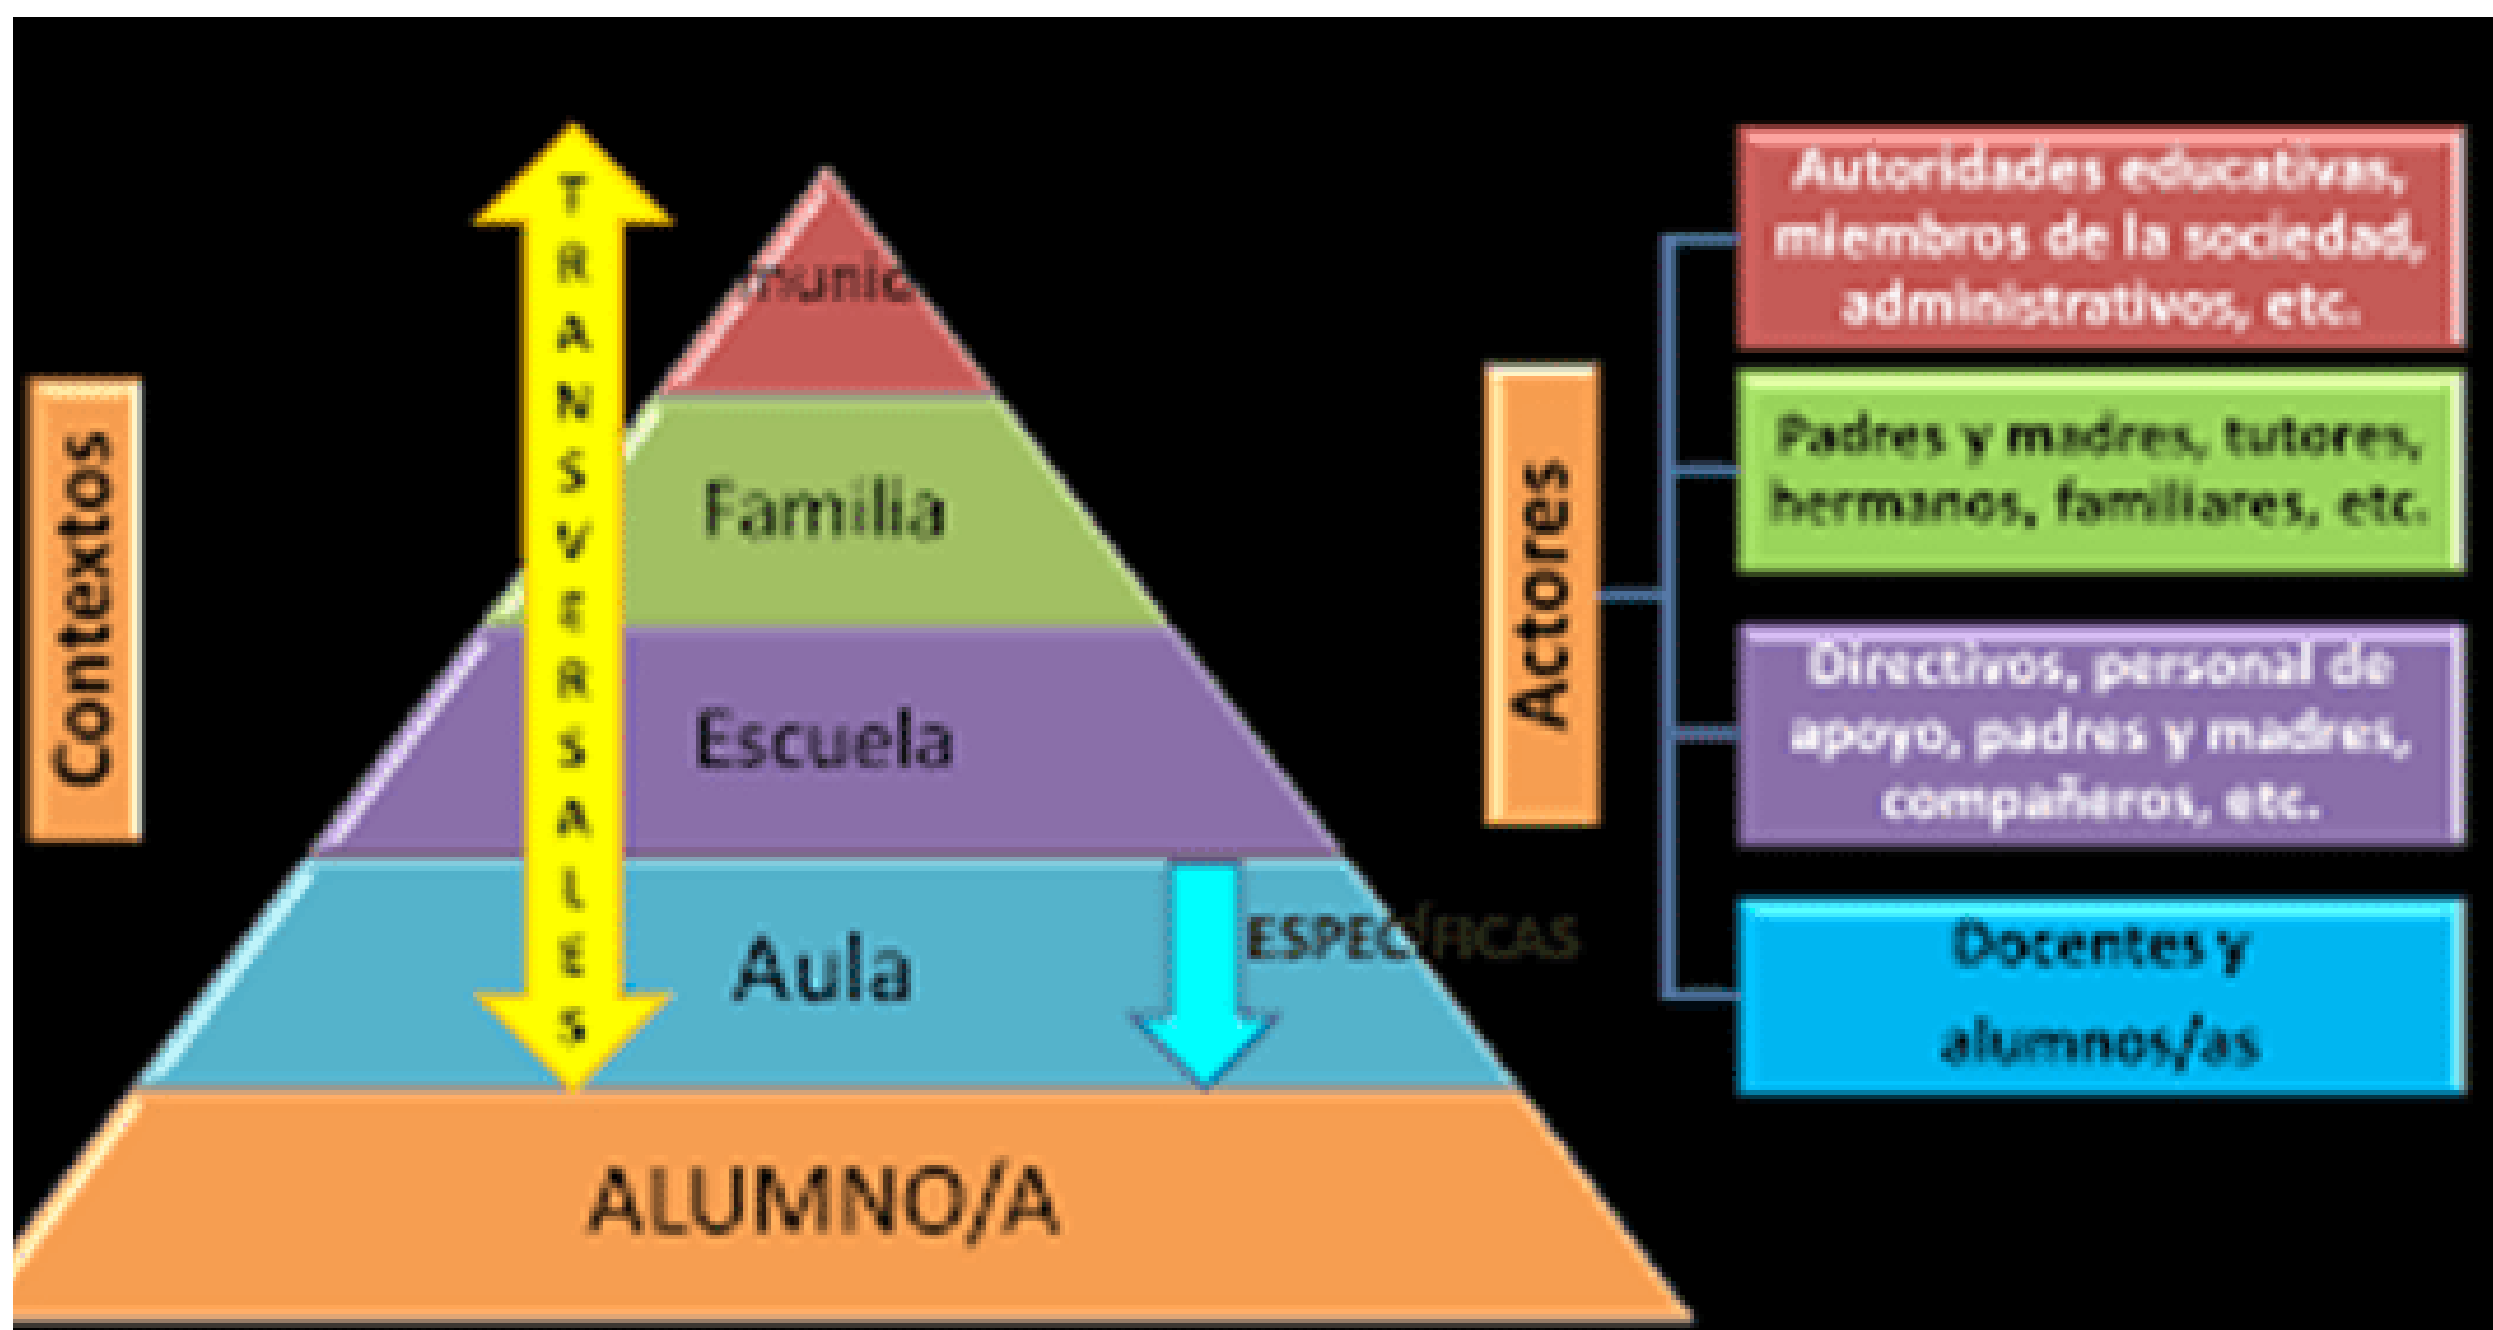 Contextos
TRANSVERSALES
munic
Familia
Escuela
Aula
ESPECÍFICAS
ALUMNO/A
Actores
Autoridades educativas,
miembros de la sociedad,
administrativos, etc.
Padres y madres, tutores,
hermanos, familiares, etc.
Directivos, personal de
apoyo, padres y madres,
compañeros, etc.
Docentes y
alumnos/as